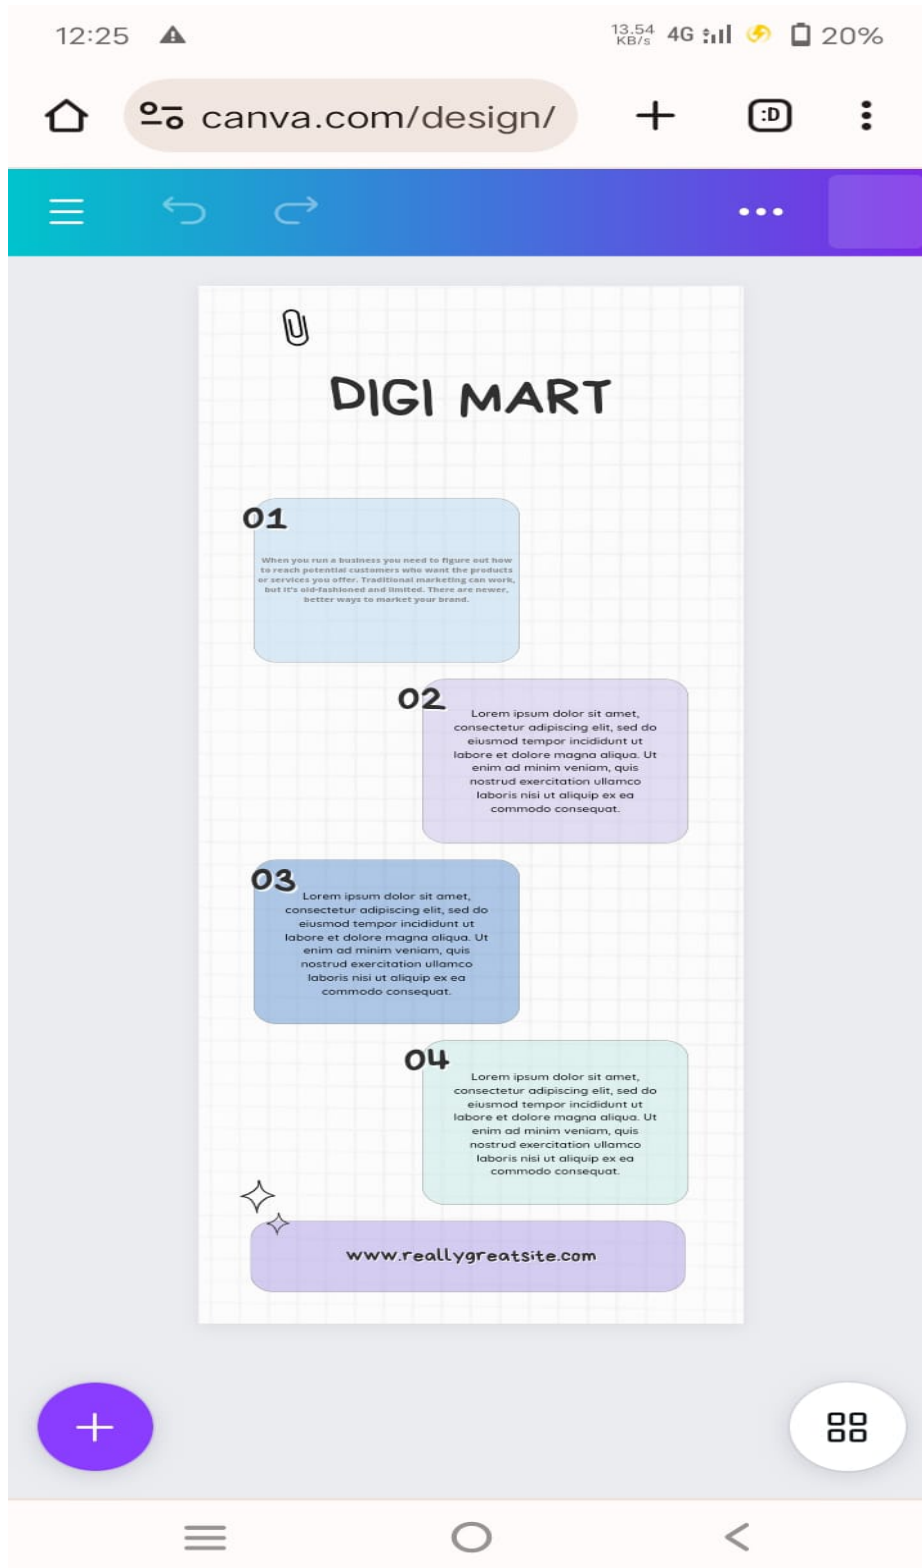 12:25
13.54 KB/s 4G 20%
canva.com/design/
:D
DIGI MART
01
When you run a business you need to figure out how
to reach potential customers who want the products
or services you offer. Traditional marketing can work,
but it's old-fashioned and limited. There are newer,
better ways to market your brand.
02
Lorem ipsum dolor sit amet,
consectetur adipiscing elit, sed do
eiusmod tempor incididunt ut
labore et dolore magna aliqua. Ut
enim ad minim veniam, quis
nostrud exercitation ullamco
laboris nisi ut aliquip ex ea
commodo consequat.
03
Lorem ipsum dolor sit amet,
consectetur adipiscing elit, sed do
eiusmod tempor incididunt ut
labore et dolore magna aliqua. Ut
enim ad minim veniam, quis
nostrud exercitation ullamco
laboris nisi ut aliquip ex ea
commodo consequat.
04
Lorem ipsum dolor sit amet,
consectetur adipiscing elit, sed do
eiusmod tempor incididunt ut
labore et dolore magna aliqua. Ut
enim ad minim veniam, quis
nostrud exercitation ullamco
laboris nisi ut aliquip ex ea
commodo consequat.
www.reallygreatsite.com